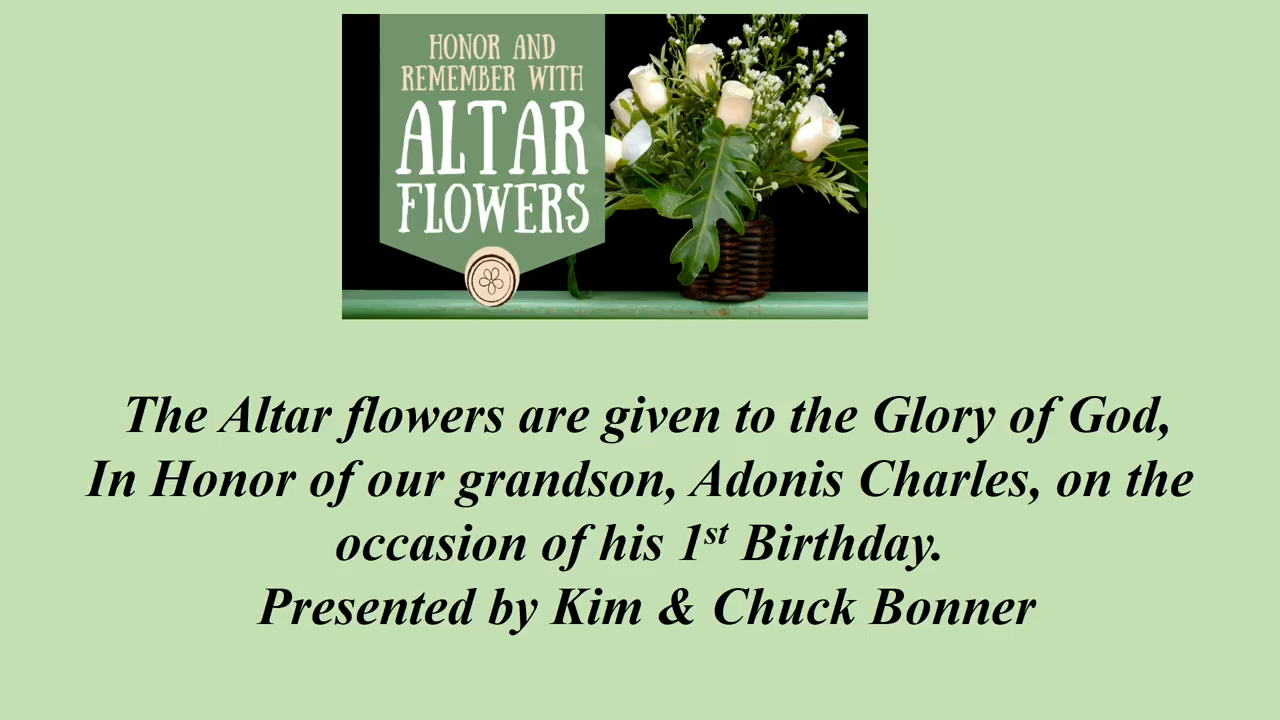 HONOR AND
REMEMBER WITH
ALTAR
FLOWERS
The Altar flowers are given to the Glory of God,
In Honor of our grandson, Adonis Charles, on the
occasion of his 1st Birthday.
Presented by Kim & Chuck Bonner